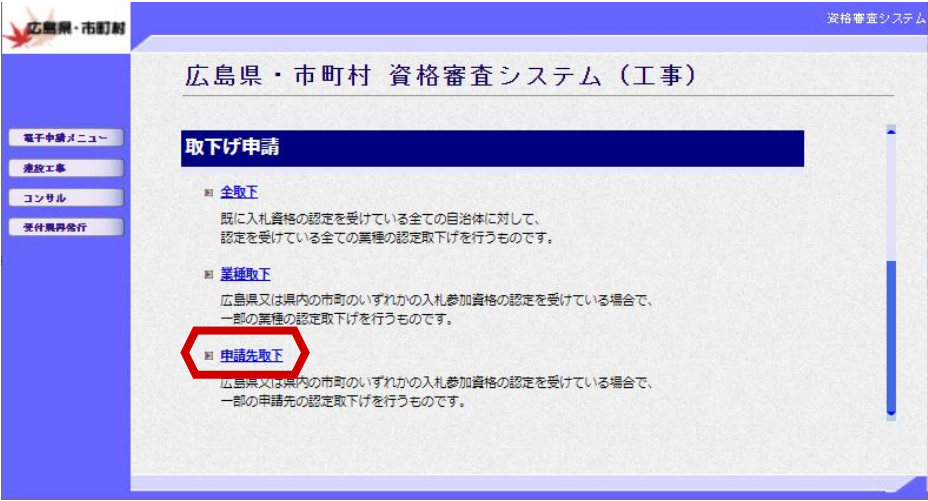 広島県・市町村
資格審査システム
広島県・市町村 資格審査システム（工事）
電子申請メニュー
建設工事
コンサル
受付票再発行
取下げ申請
全取下
既に入札資格の認定を受けている全ての自治体に対して、
認定を受けている全ての業種の認定取下げを行うものです。
業種取下
広島県又は県内の市町のいずれかの入札参加資格の認定を受けている場合で、
一部の業種の認定取下げを行うものです。
申請先取下
広島県又は県内の市町のいずれかの入札参加資格の認定を受けている場合で、
一部の申請先の認定取下げを行うものです。